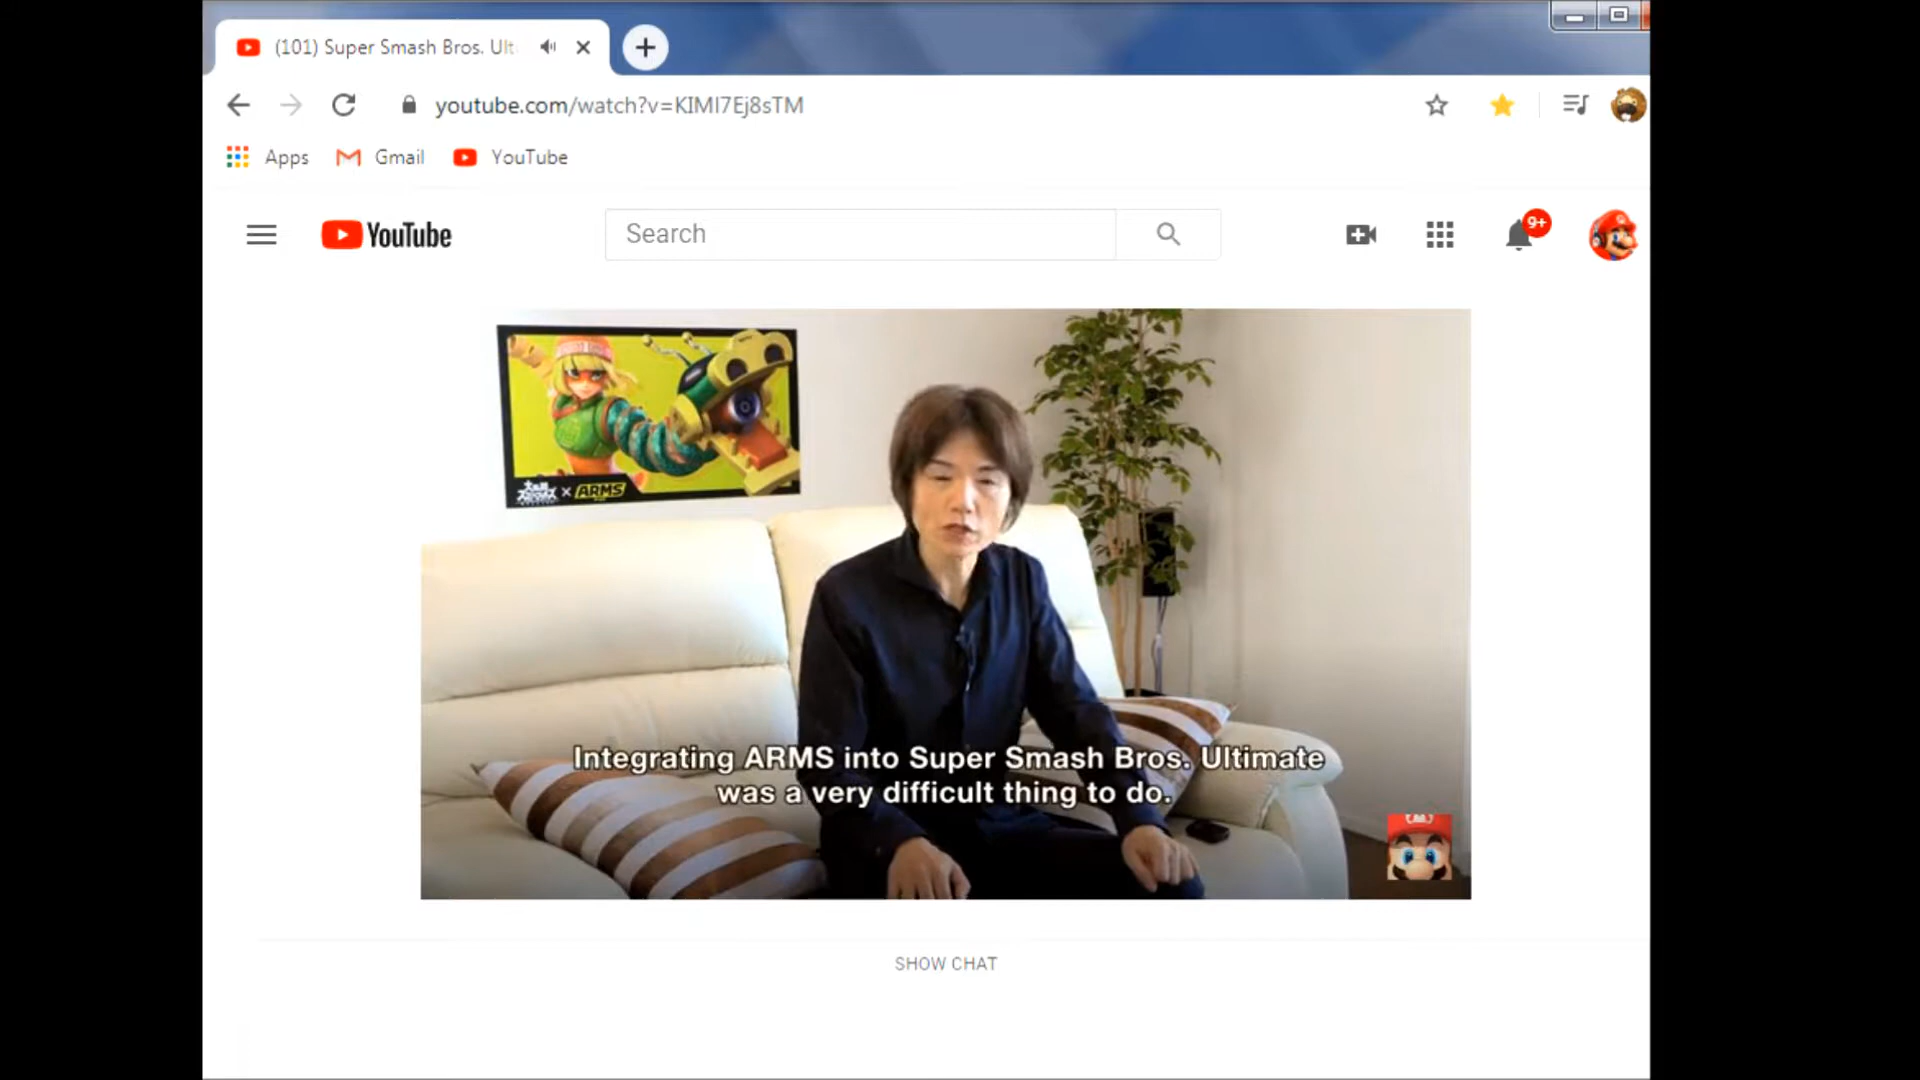 (101) Super Smash Bros. Ult
youtube.com/watch?v=KIMI7Ej8sTM
Apps
Gmail
YouTube
YouTube
Search
9+
ARMS
Integrating ARMS into Super Smash Bros. Ultimate
was a very difficult thing to do.
SHOW CHAT